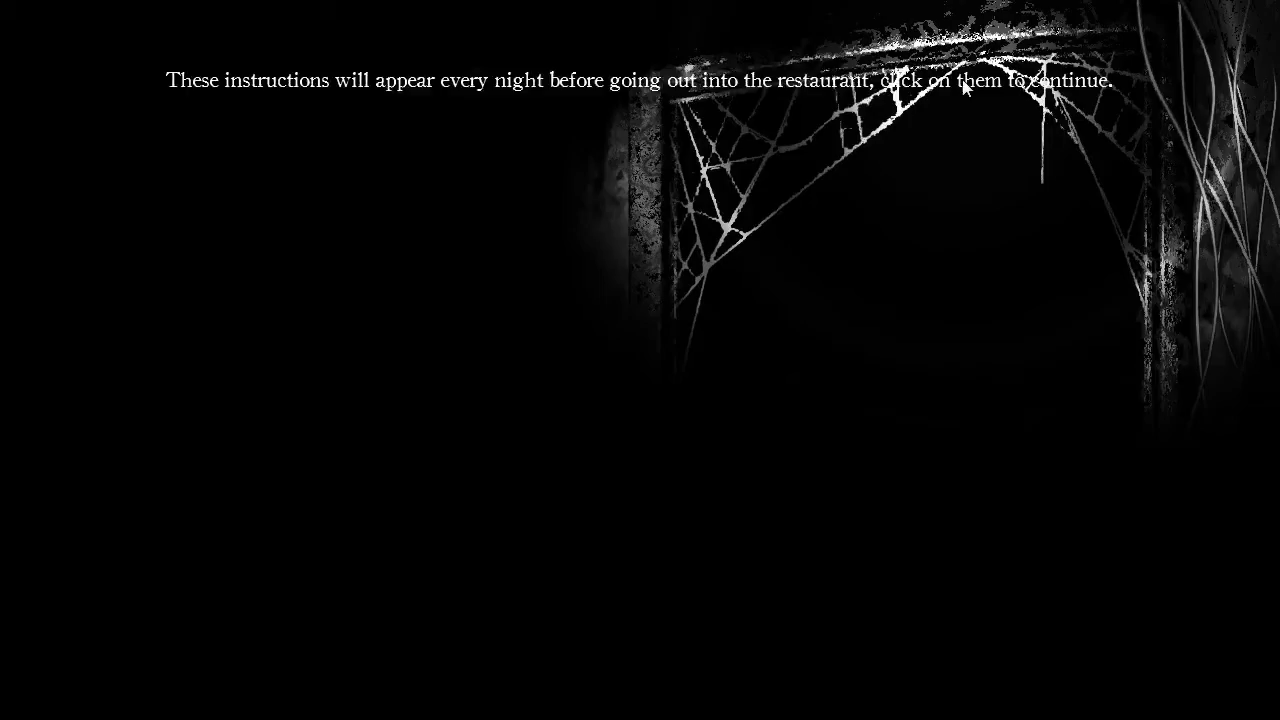 These instructions will appear every night before going out into the restaurant, click on them to continue.